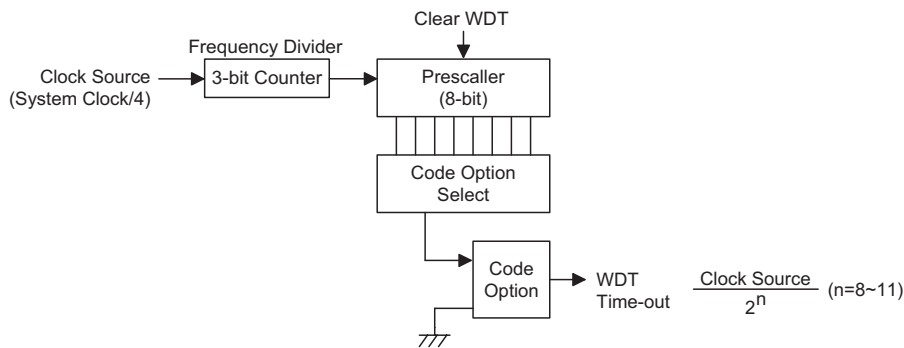 Clear WDT
Frequency Divider
Clock Source
(System Clock/4)
3-bit Counter
Prescaller
(8-bit)
Code Option
Select
Code
Option
WDT
Time-out
Clock Source
2^n
(n=8~11)